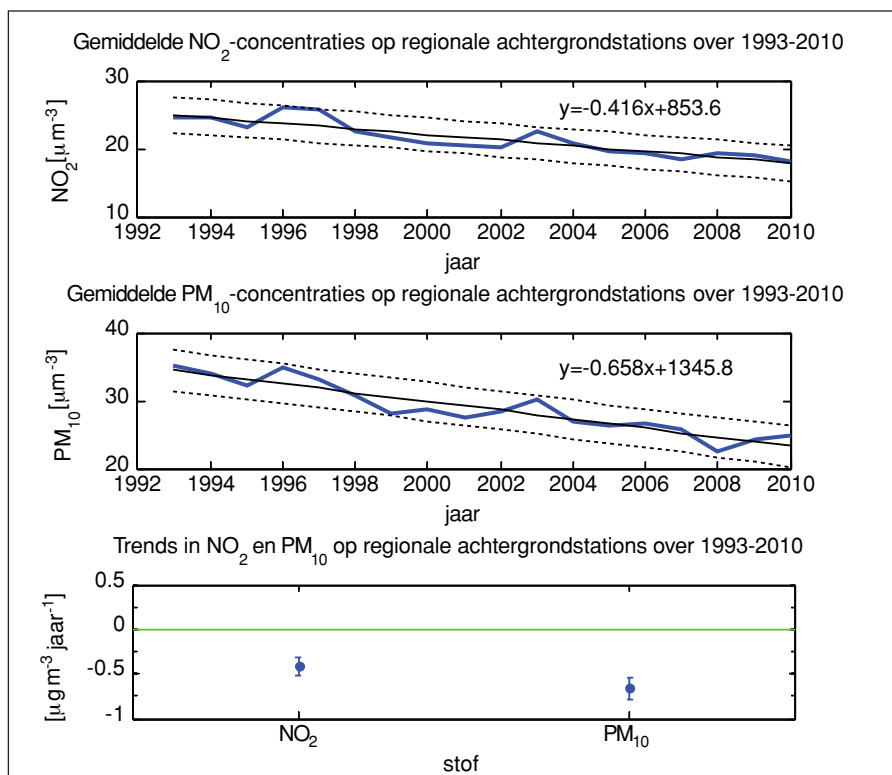 Gemiddelde NO2-concentraties op regionale achtergrondstations over 1993-2010
y=-0.416x+853.6
NO2[μm-3]
30
20
10
1992 1994 1996 1998 2000 2002 2004 2006 2008 2010
jaar
Gemiddelde PM10-concentraties op regionale achtergrondstations over 1993-2010
y=-0.658x+1345.8
PM10[μm-3]
40
30
20
1992 1994 1996 1998 2000 2002 2004 2006 2008 2010
jaar
Trends in NO2 en PM10 op regionale achtergrondstations over 1993-2010
[μgm-3 jaar-1]
0.5
0
-0.5
-1
NO2 PM10
stof